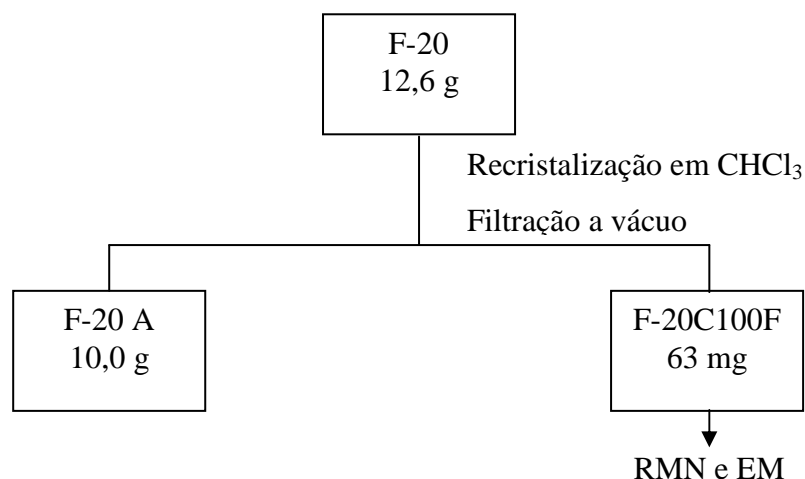 F-20
12,6 g
Recristalização em CHCl₃
Filtração a vácuo
F-20 A
10,0 g
F-20C100F
63 mg
RMN e EM